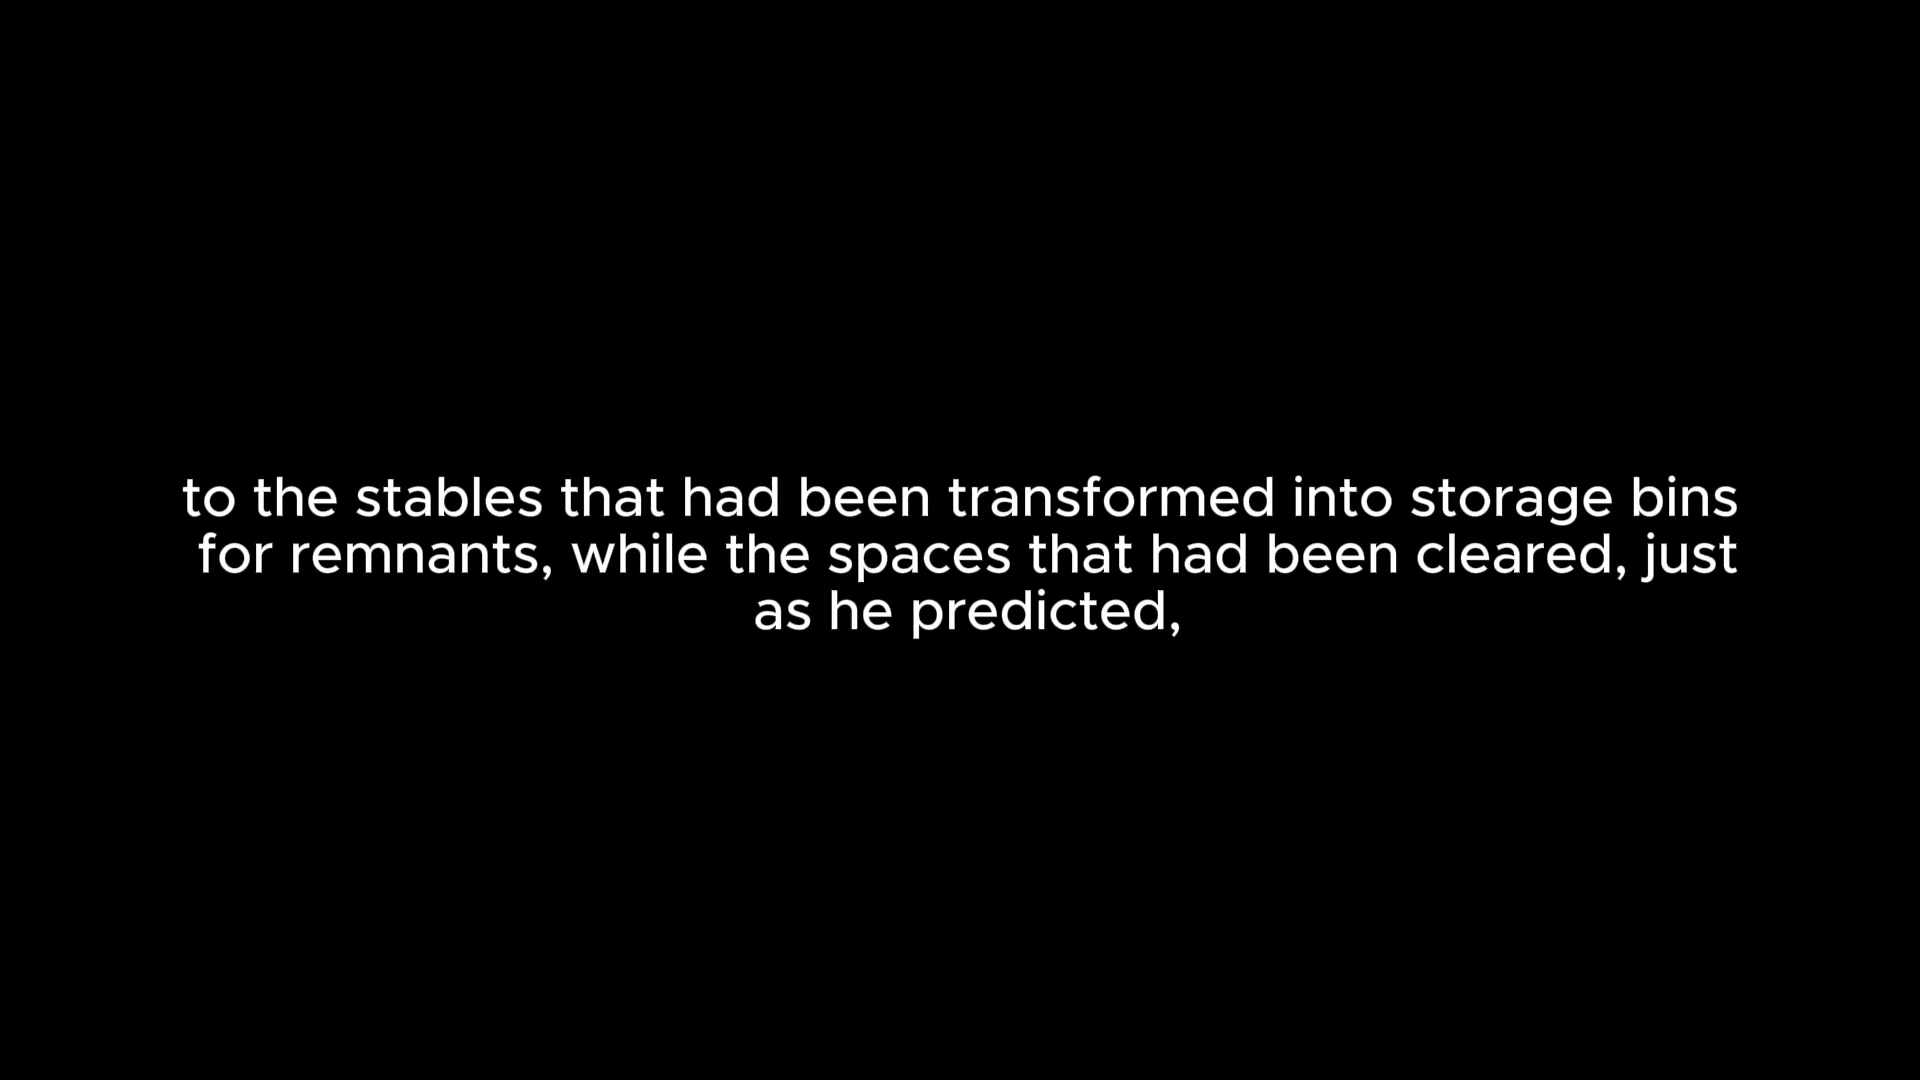 to the stables that had been transformed into storage bins
for remnants, while the spaces that had been cleared, just
as he predicted,